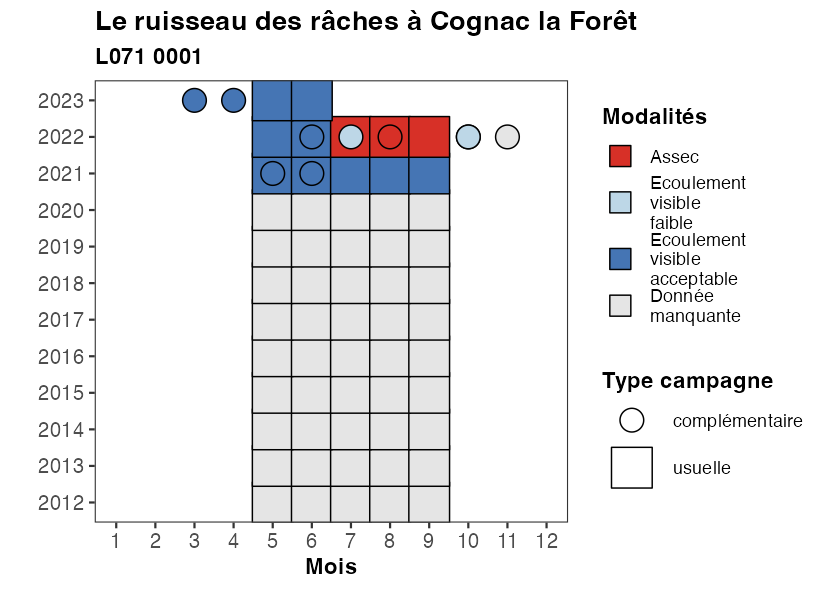 Le ruisseau des râches à Cognac la Forêt
L071 0001
2023
2022
2021
2020
2019
2018
2017
2016
2015
2014
2013
2012
1 2 3 4 5 6 7 8 9 10 11 12
Mois
Modalités
Assec
Ecoulement
visible
faible
Ecoulement
visible
acceptable
Donnée
manquante
Type campagne
complémentaire
usuelle